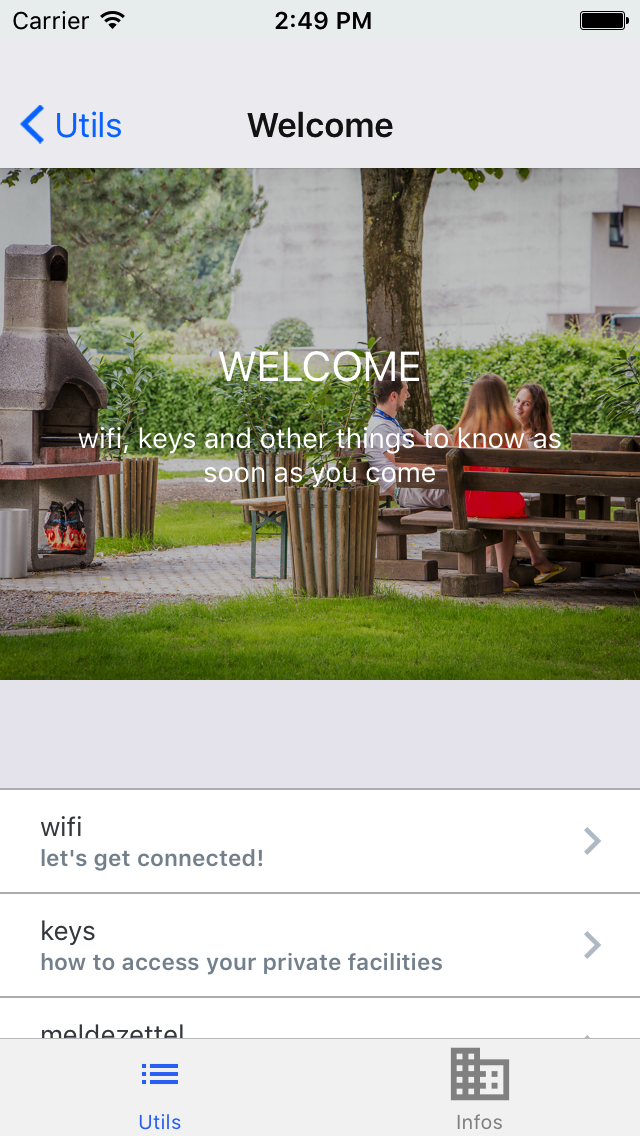 Carrier 2:49 PM
Utils Welcome
WELCOME
wifi, keys and other things to know as
soon as you come
wifi
let's get connected!
keys
how to access your private facilities
meldezettel
Utils Infos